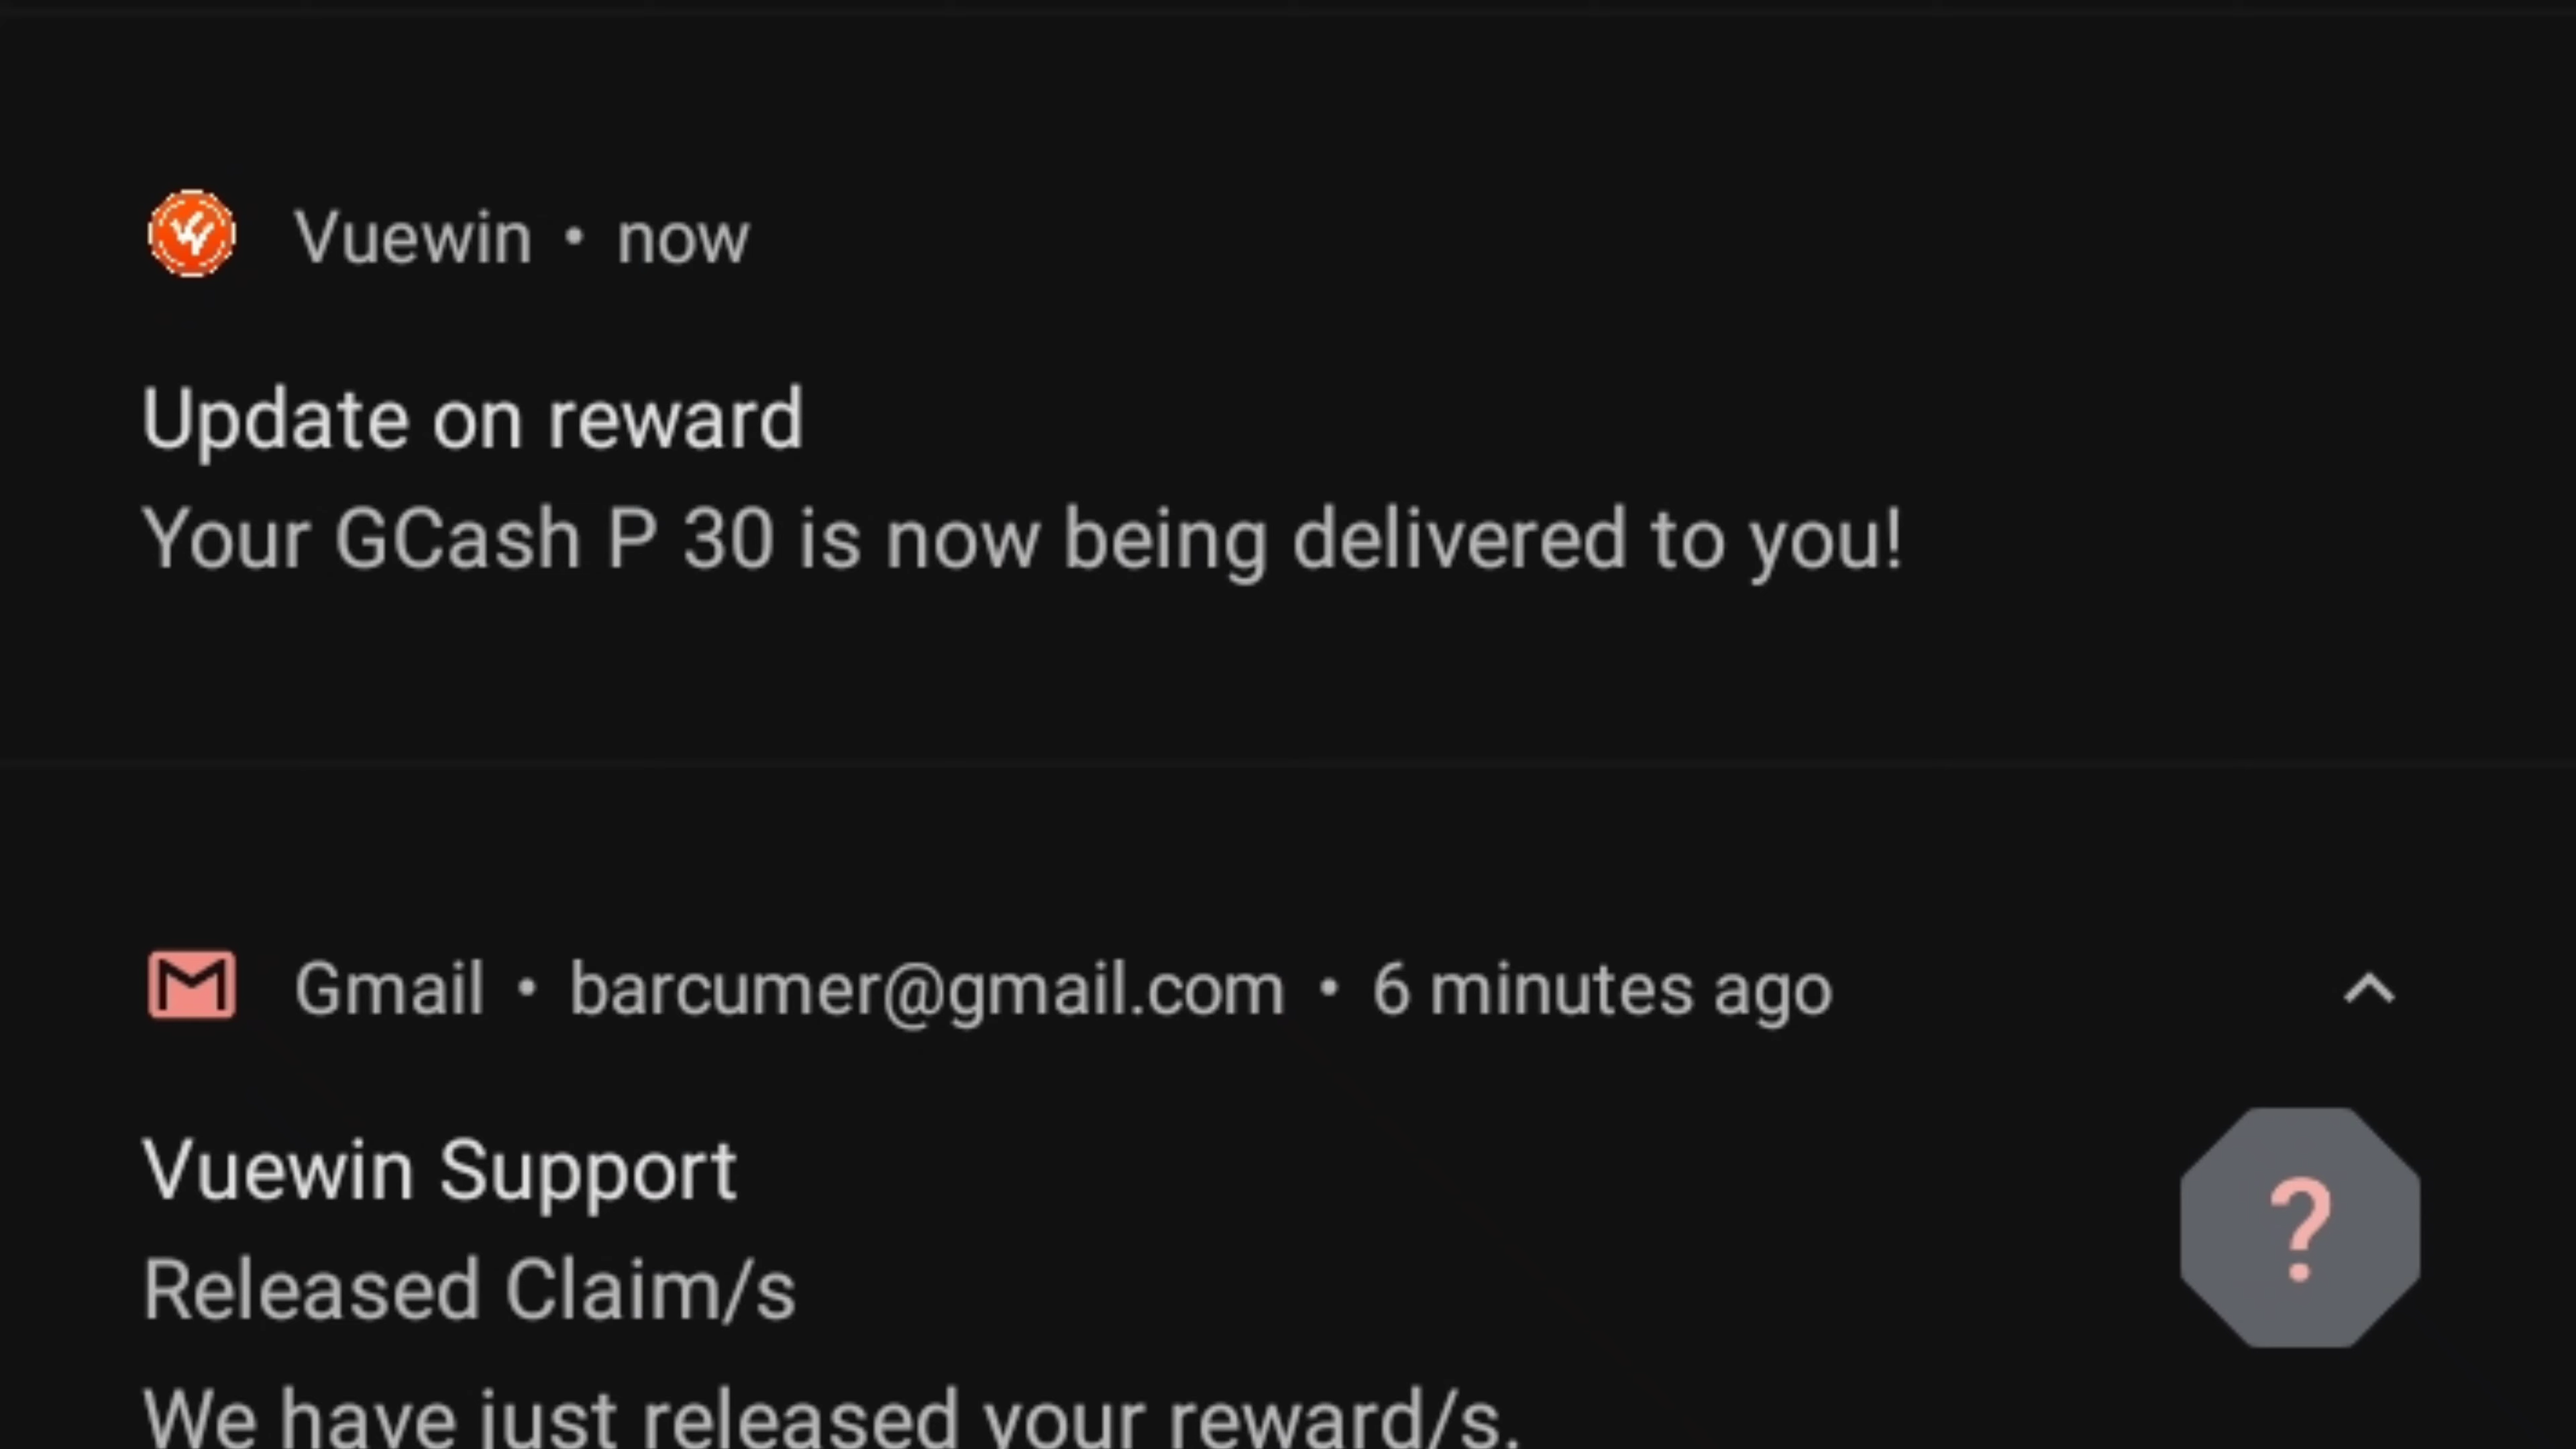 Vuewin • now
Update on reward
Your GCash P 30 is now being delivered to you!
Gmail • barcumer@gmail.com • 6 minutes ago
Vuewin Support
?
Released Claim/s
We have just released your reward/s.